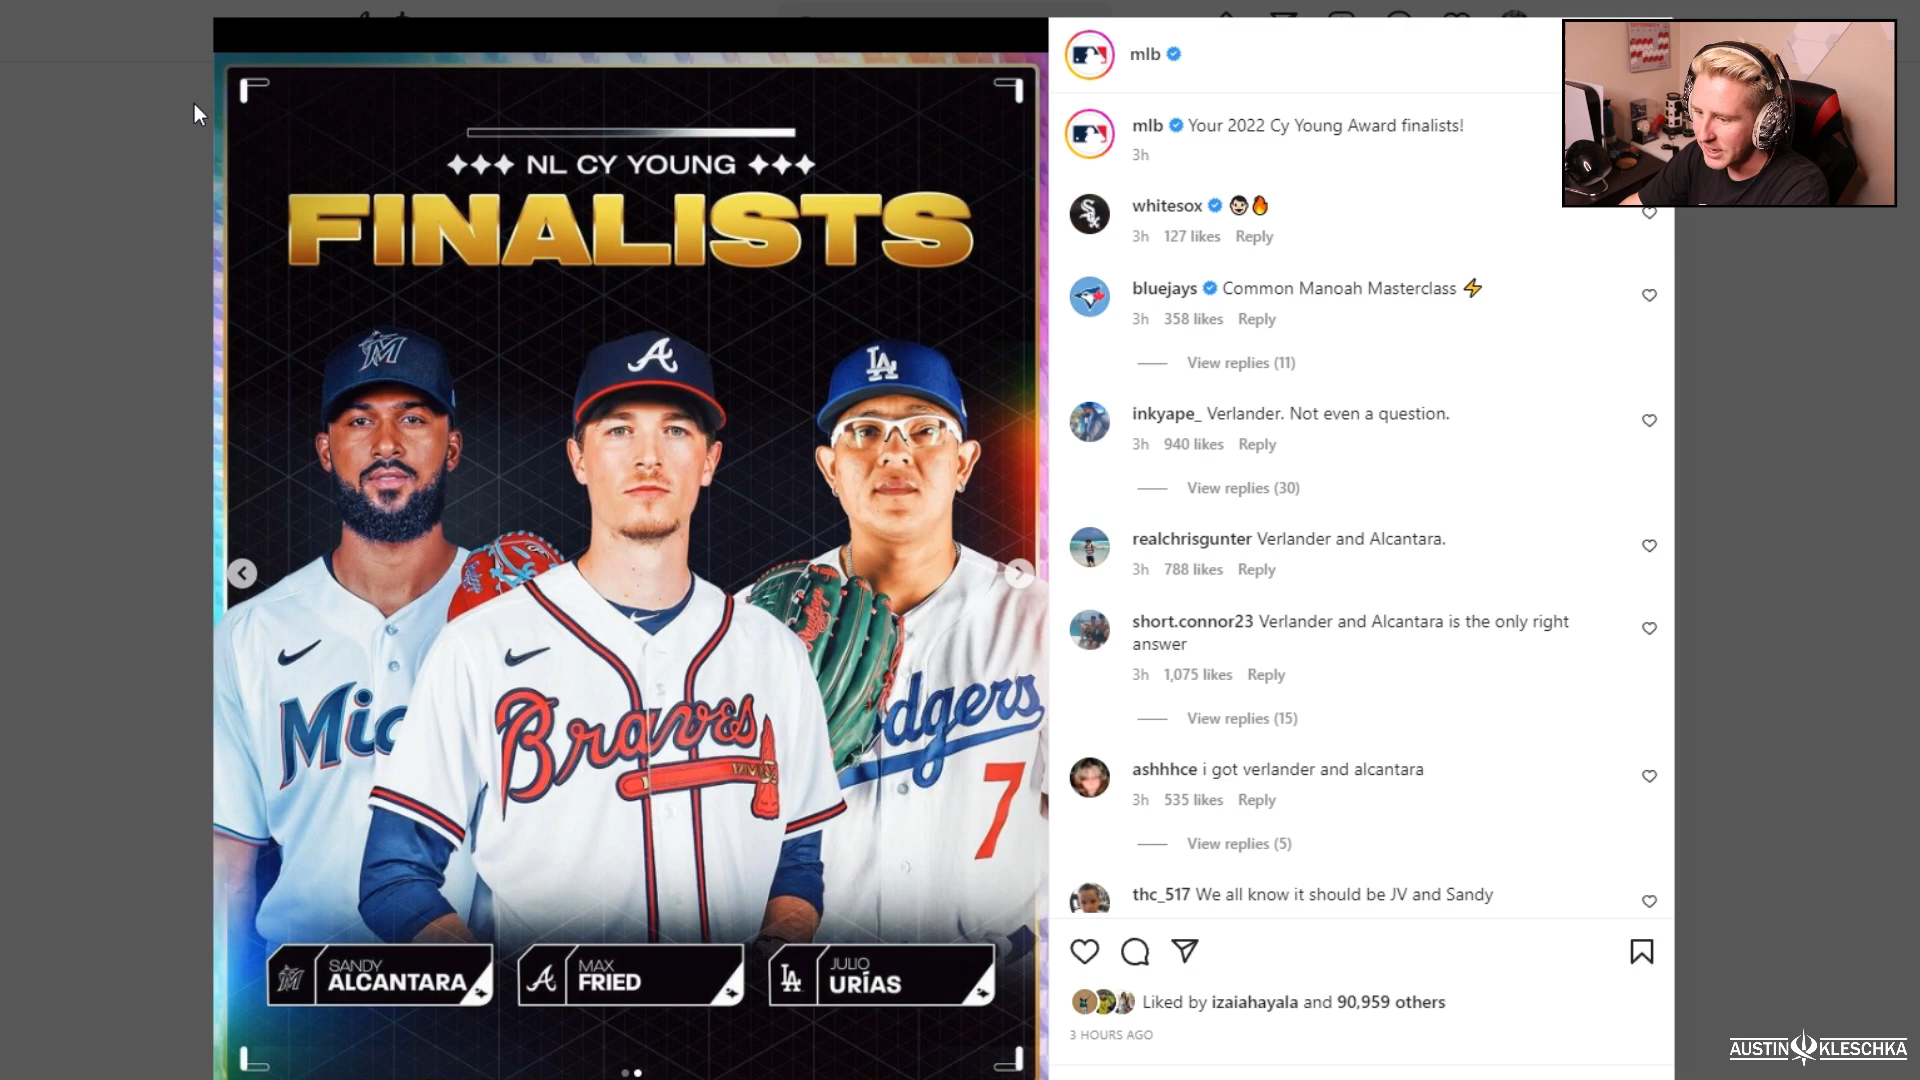 NL CY YOUNG
FINALISTS
M
A
LA
Mia
Braves
dgers
7
SANDY
ALCANTARA
MAX
FRIED
LA
JULIO
URÍAS
mlb
mlb Your 2022 Cy Young Award finalists!
3h
whitesox 🧔🏻🔥
3h 127 likes Reply
bluejays Common Manoah Masterclass ⚡
3h 358 likes Reply
View replies (11)
inkyape_ Verlander. Not even a question.
3h 940 likes Reply
View replies (30)
realchrisgunter Verlander and Alcantara.
3h 788 likes Reply
short.connor23 Verlander and Alcantara is the only right
answer
3h 1,075 likes Reply
View replies (15)
ashhhce i got verlander and alcantara
3h 535 likes Reply
View replies (5)
thc_517 We all know it should be JV and Sandy
Liked by izaiahayala and 90,959 others
3 HOURS AGO
AUSTIN KLESCHKA